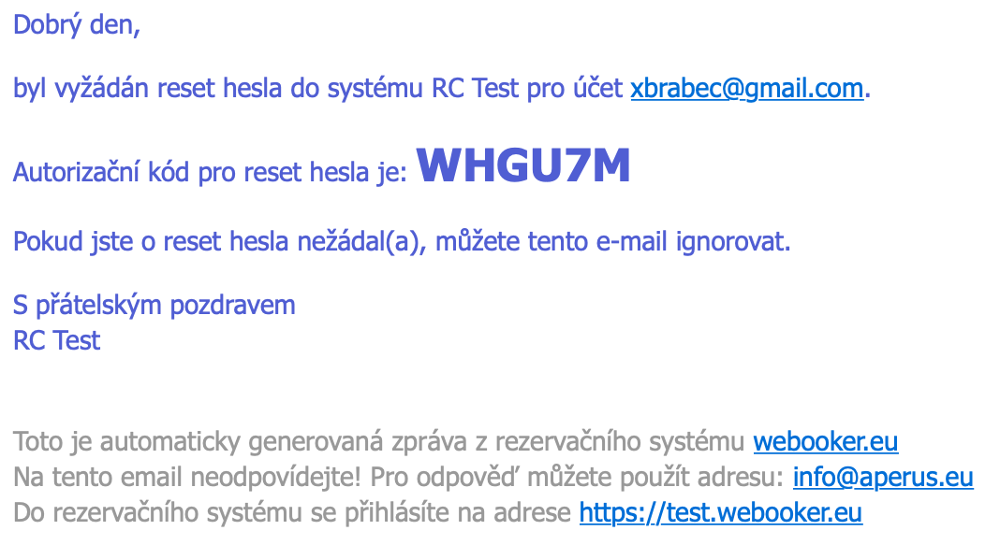 Dobrý den,
byl vyžádán reset hesla do systému RC Test pro účet xbrabec@gmail.com.
Autorizační kód pro reset hesla je: WHGU7M
Pokud jste o reset hesla nežádal(a), můžete tento e-mail ignorovat.
S přátelským pozdravem
RC Test
Toto je automaticky generovaná zpráva z rezervačního systému webooker.eu
Na tento email neodpovídejte! Pro odpověď můžete použít adresu: info@aperus.eu
Do rezervačního systému se přihlásíte na adrese https://test.webooker.eu